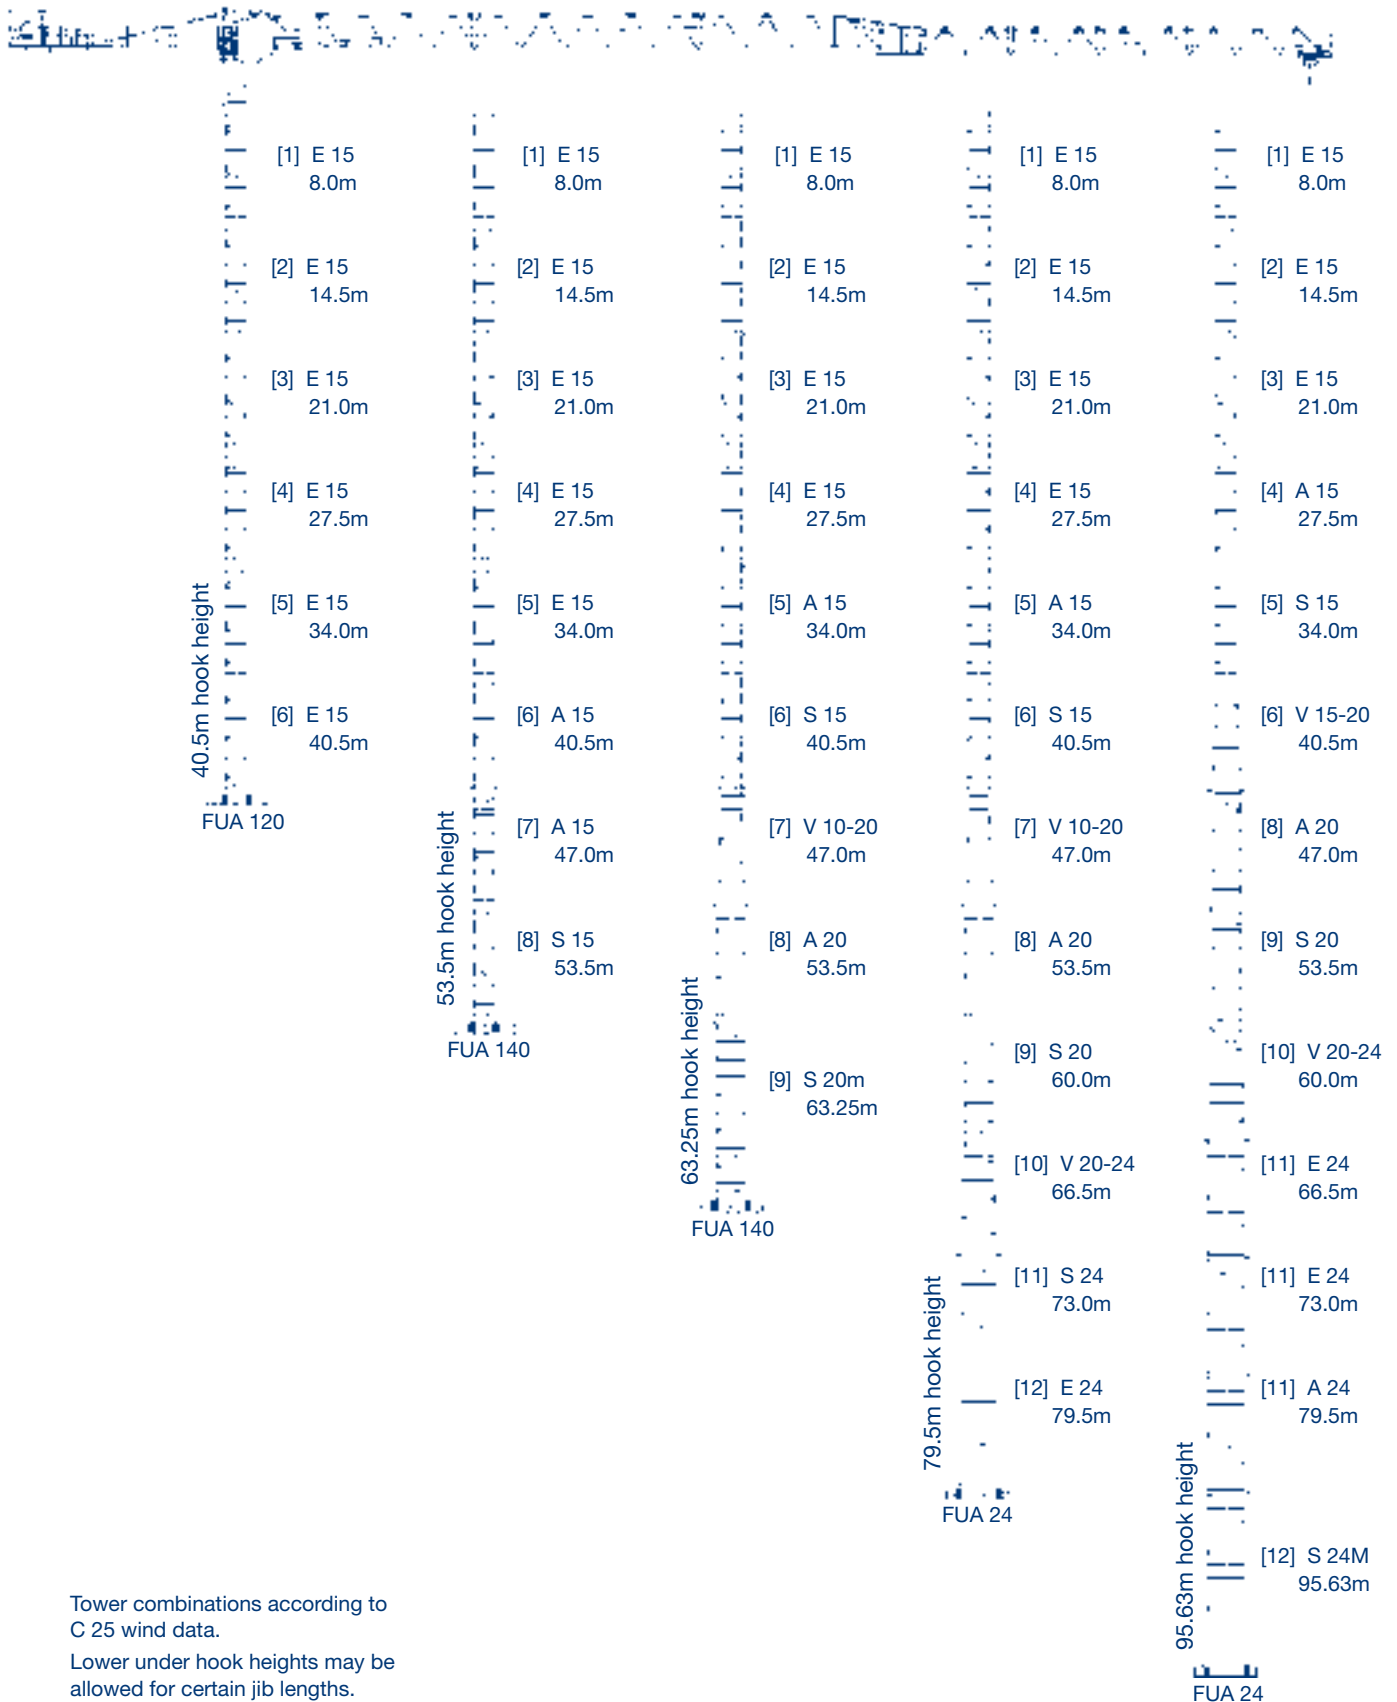 [1] E 15
8.0m
[2] E 15
14.5m
[3] E 15
21.0m
[4] E 15
27.5m
[5] E 15
34.0m
[6] E 15
40.5m
40.5m hook height
FUA 120
[1] E 15
8.0m
[2] E 15
14.5m
[3] E 15
21.0m
[4] E 15
27.5m
[5] E 15
34.0m
[6] A 15
40.5m
[7] A 15
47.0m
[8] S 15
53.5m
53.5m hook height
FUA 140
[1] E 15
8.0m
[2] E 15
14.5m
[3] E 15
21.0m
[4] E 15
27.5m
[5] A 15
34.0m
[6] S 15
40.5m
[7] V 10-20
47.0m
[8] A 20
53.5m
[9] S 20m
63.25m
63.25m hook height
FUA 140
[1] E 15
8.0m
[2] E 15
14.5m
[3] E 15
21.0m
[4] E 15
27.5m
[5] A 15
34.0m
[6] S 15
40.5m
[7] V 10-20
47.0m
[8] A 20
53.5m
[9] S 20
60.0m
[10] V 20-24
66.5m
[11] S 24
73.0m
[12] E 24
79.5m
79.5m hook height
FUA 24
[1] E 15
8.0m
[2] E 15
14.5m
[3] E 15
21.0m
[4] A 15
27.5m
[5] S 15
34.0m
[6] V 15-20
40.5m
[8] A 20
47.0m
[9] S 20
53.5m
[10] V 20-24
60.0m
[11] E 24
66.5m
[11] E 24
73.0m
[11] A 24
79.5m
[12] S 24M
95.63m
95.63m hook height
FUA 24
Tower combinations according to
C 25 wind data.
Lower under hook heights may be
allowed for certain jib lengths.